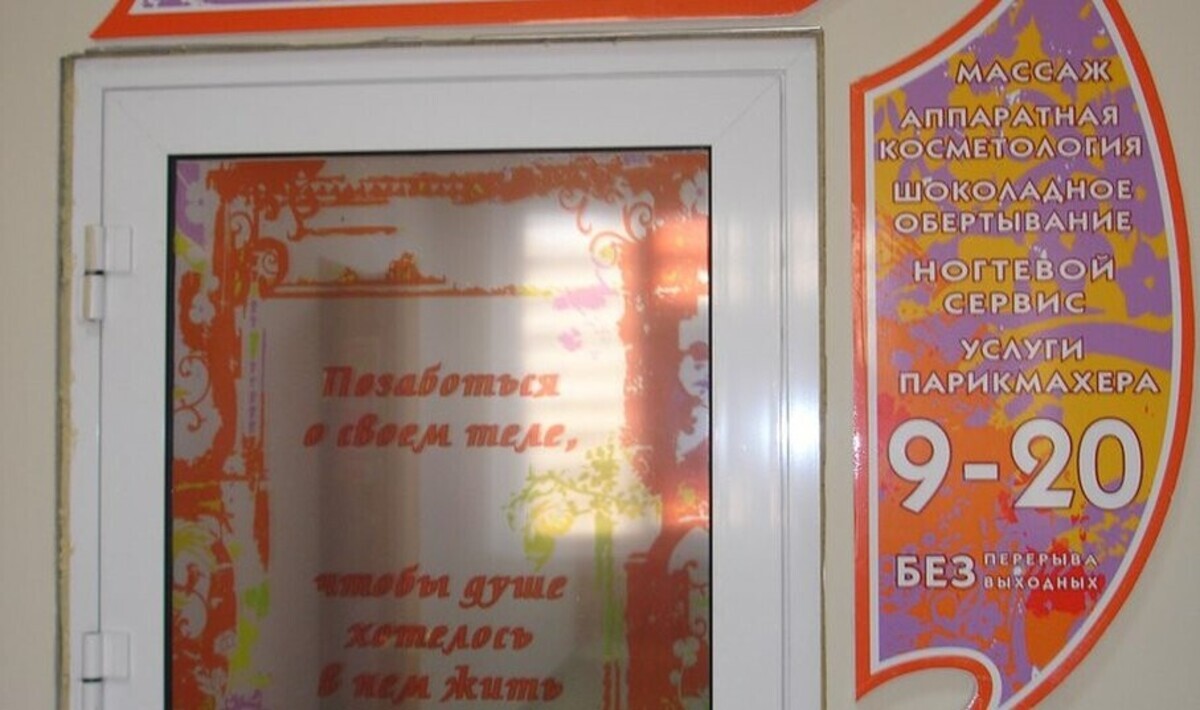 Позаботься
о своем теле,
чтобы душе
хотелось
в нем жить
МАССАЖ
АППАРАТНАЯ
КОСМЕТОЛОГИЯ
ШОКОЛАДНОЕ
ОБЕРТЫВАНИЕ
НОГТЕВОЙ
СЕРВИС
УСЛУГИ
ПАРИКМАХЕРА
9-20
БЕЗ ПЕРЕРЫВА
ВЫХОДНЫХ